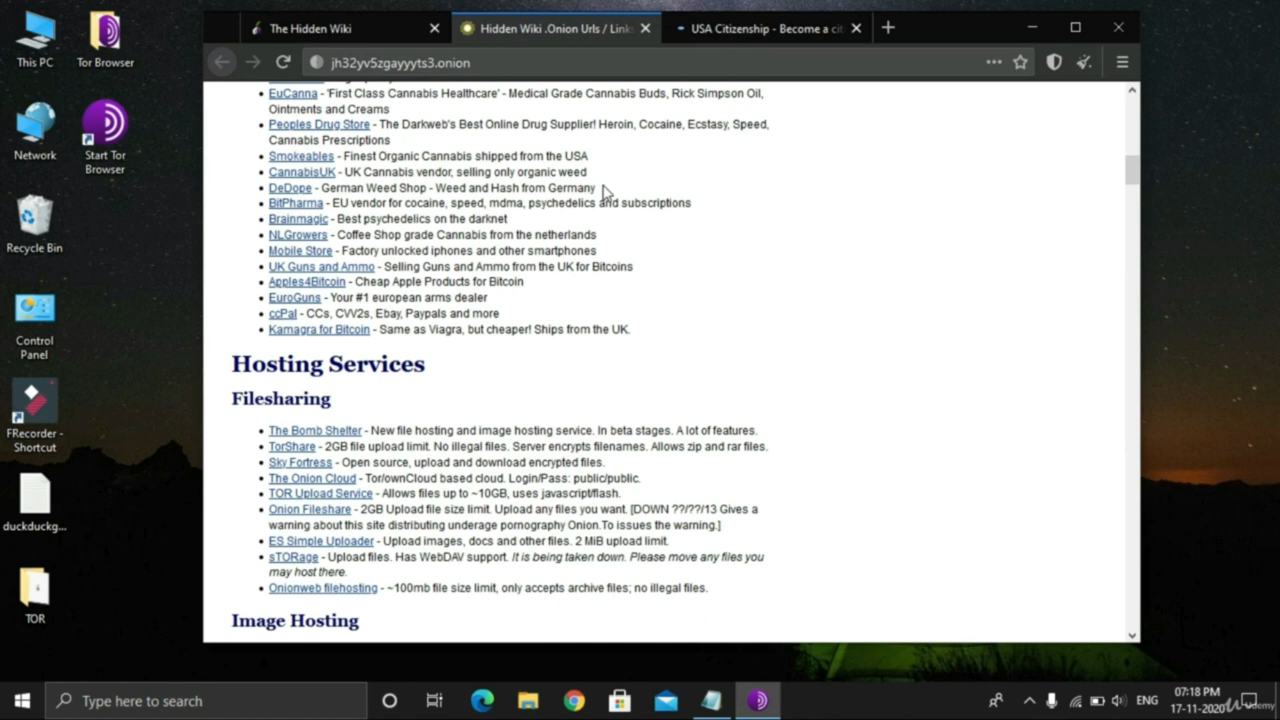 The Hidden Wiki
Hidden Wiki .Onion Urls / Link
USA Citizenship - Become a cit
jh32yv5zgayyyts3.onion
This PC
Tor Browser
Network
Start Tor
Browser
Recycle Bin
Control
Panel
FRecorder -
Shortcut
duckduckg...
TOR
EuCanna - 'First Class Cannabis Healthcare' - Medical Grade Cannabis Buds, Rick Simpson Oil,
Ointments and Creams
Peoples Drug Store - The Darkweb's Best Online Drug Supplier! Heroin, Cocaine, Ecstasy, Speed,
Cannabis Prescriptions
Smokeables - Finest Organic Cannabis shipped from the USA
CannabisUK - UK Cannabis vendor, selling only organic weed
DeDope - German Weed Shop - Weed and Hash from Germany
BitPharma - EU vendor for cocaine, speed, mdma, psychedelics and subscriptions
Brainmagic - Best psychedelics on the darknet
NLGrowers - Coffee Shop grade Cannabis from the netherlands
Mobile Store - Factory unlocked iphones and other smartphones
UK Guns and Ammo - Selling Guns and Ammo from the UK for Bitcoins
Apples4Bitcoin - Cheap Apple Products for Bitcoin
EuroGuns - Your #1 european arms dealer
ccPal - CCs, CVV2s, Ebay, Paypals and more
Kamagra for Bitcoin - Same as Viagra, but cheaper! Ships from the UK.
Hosting Services
Filesharing
The Bomb Shelter - New file hosting and image hosting service. In beta stages. A lot of features.
TorShare - 2GB file upload limit. No illegal files. Server encrypts filenames. Allows zip and rar files.
Sky Fortress - Open source, upload and download encrypted files.
The Onion Cloud - Tor/ownCloud based cloud. Login/Pass: public/public.
TOR Upload Service - Allows files up to ~10GB, uses javascript/flash.
Onion Fileshare - 2GB Upload file size limit. Upload any files you want. [DOWN ??/??/13 Gives a
warning about this site distributing underage pornography Onion.To issues the warning.]
ES Simple Uploader - Upload images, docs and other files. 2 MiB upload limit.
sTORage - Upload files. Has WebDAV support. It is being taken down. Please move any files you
may host there.
Onionweb filehosting - ~100mb file size limit, only accepts archive files; no illegal files.
Image Hosting
Type here to search
ENG
07:18 PM
17-11-2020
Udemy